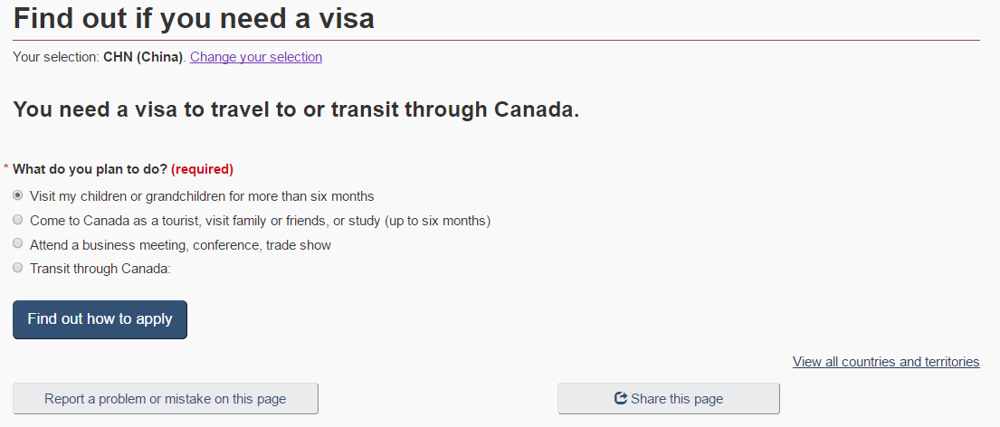 Find out if you need a visa
Your selection: CHN (China). Change your selection
You need a visa to travel to or transit through Canada.
* What do you plan to do? (required)
Visit my children or grandchildren for more than six months
Come to Canada as a tourist, visit family or friends, or study (up to six months)
Attend a business meeting, conference, trade show
Transit through Canada:
Find out how to apply
View all countries and territories
Report a problem or mistake on this page
Share this page